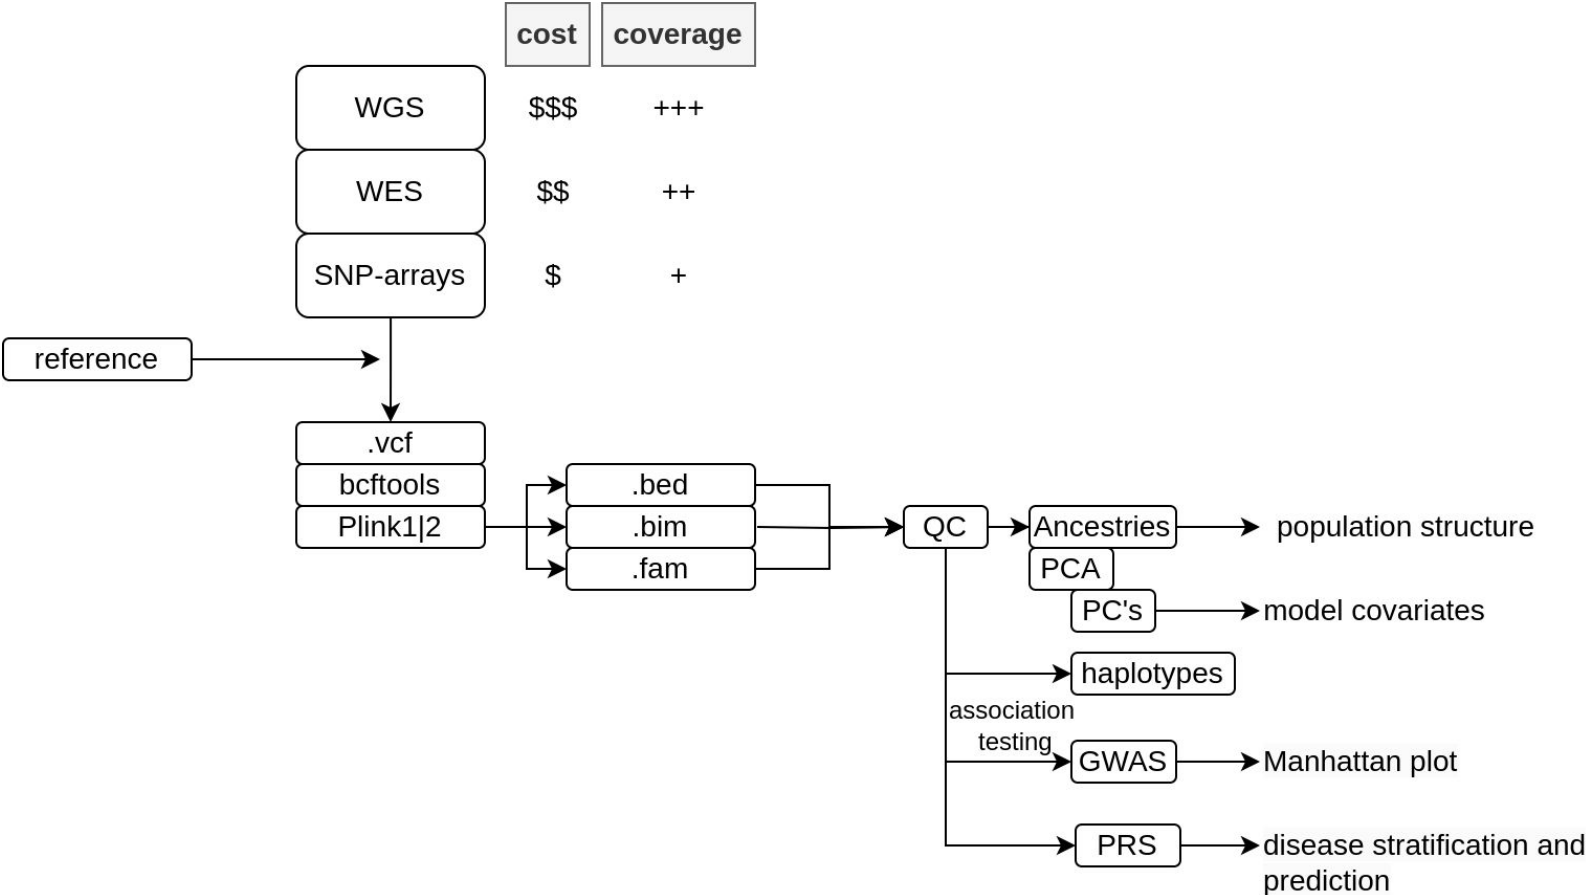 cost coverage
WGS $$$ +++
WES $$ ++
SNP-arrays $ +
reference
.vcf
bcftools .bed
Plink1|2 .bim QC Ancestries population structure
.fam PCA
PC's model covariates
haplotypes
association
testing
GWAS Manhattan plot
PRS disease stratification and
prediction